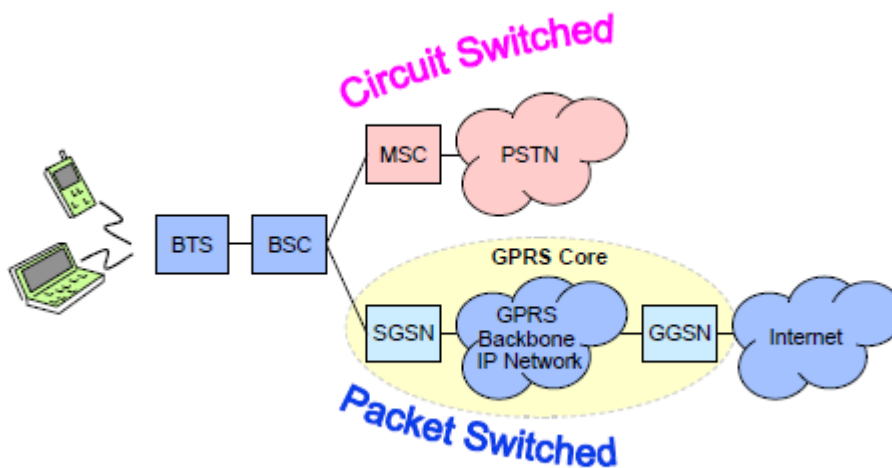 Circuit Switched
MSC
PSTN
BTS
BSC
GPRS Core
SGSN
GPRS
Backbone
IP Network
GGSN
Internet
Packet Switched